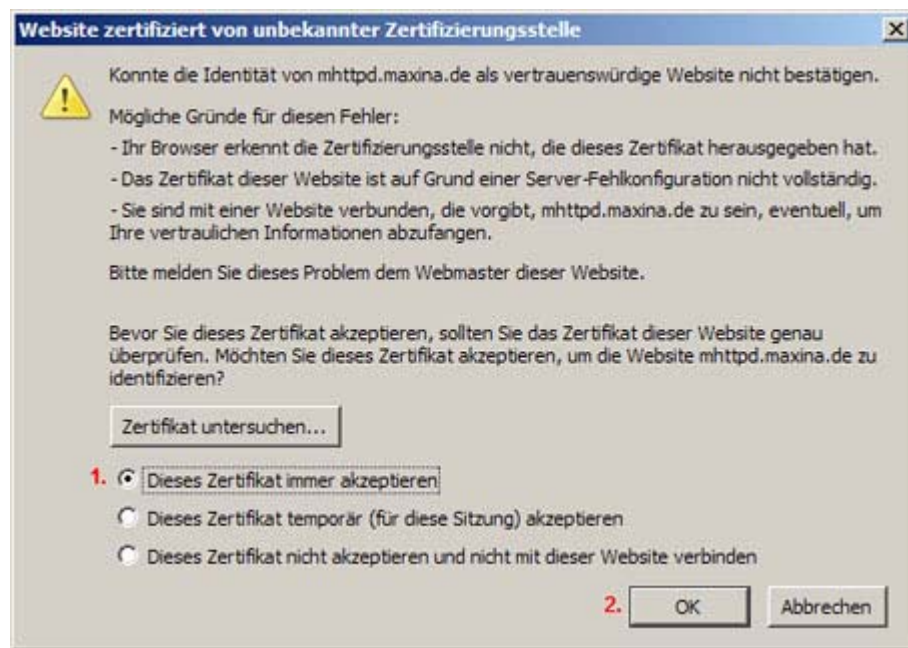 Website zertifiziert von unbekannter Zertifizierungsstelle
Konnte die Identität von mhttpd.maxina.de als vertrauenswürdige Website nicht bestätigen.
Mögliche Gründe für diesen Fehler:
- Ihr Browser erkennt die Zertifizierungsstelle nicht, die dieses Zertifikat herausgegeben hat.
- Das Zertifikat dieser Website ist auf Grund einer Server-Fehlkonfiguration nicht vollständig.
- Sie sind mit einer Website verbunden, die vorgibt, mhttpd.maxina.de zu sein, eventuell, um
Ihre vertraulichen Informationen abzufangen.
Bitte melden Sie dieses Problem dem Webmaster dieser Website.
Bevor Sie dieses Zertifikat akzeptieren, sollten Sie das Zertifikat dieser Website genau
überprüfen. Möchten Sie dieses Zertifikat akzeptieren, um die Website mhttpd.maxina.de zu
identifizieren?
Zertifikat untersuchen...
1. Dieses Zertifikat immer akzeptieren
Dieses Zertifikat temporär (für diese Sitzung) akzeptieren
Dieses Zertifikat nicht akzeptieren und nicht mit dieser Website verbinden
2. OK Abbrechen